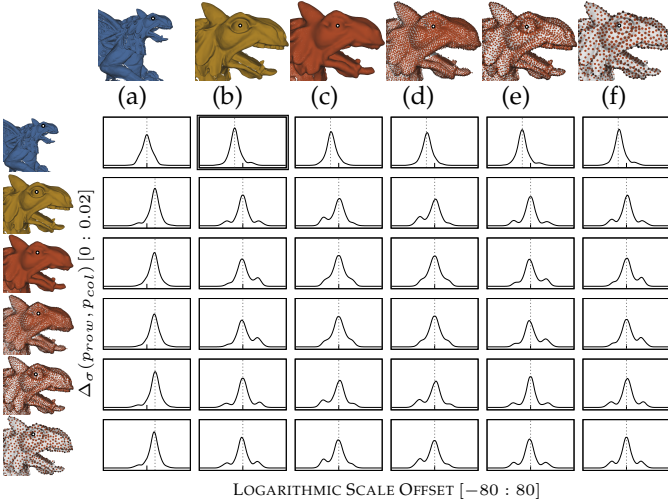 (a) (b) (c) (d) (e) (f)
Δσ(prow, pcol) [0 : 0.02]
LOGARITHMIC SCALE OFFSET [−80 : 80]